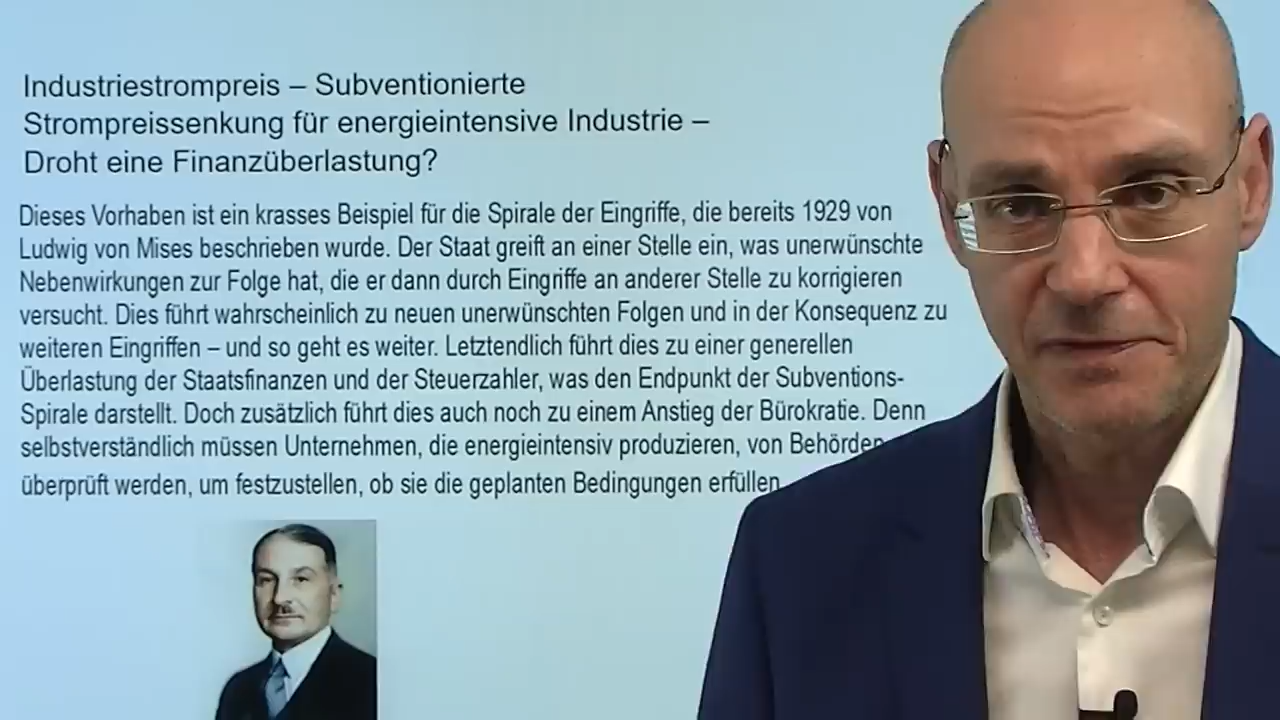 Industriestrompreis – Subventionierte
Strompreissenkung für energieintensive Industrie –
Droht eine Finanzüberlastung?
Dieses Vorhaben ist ein krasses Beispiel für die Spirale der Eingriffe, die bereits 1929 von
Ludwig von Mises beschrieben wurde. Der Staat greift an einer Stelle ein, was unerwünschte
Nebenwirkungen zur Folge hat, die er dann durch Eingriffe an anderer Stelle zu korrigieren
versucht. Dies führt wahrscheinlich zu neuen unerwünschten Folgen und in der Konsequenz zu
weiteren Eingriffen – und so geht es weiter. Letztendlich führt dies zu einer generellen
Überlastung der Staatsfinanzen und der Steuerzahler, was den Endpunkt der Subventions-
Spirale darstellt. Doch zusätzlich führt dies auch noch zu einem Anstieg der Bürokratie. Denn
selbstverständlich müssen Unternehmen, die energieintensiv produzieren, von Behörden
überprüft werden, um festzustellen, ob sie die geplanten Bedingungen erfüllen